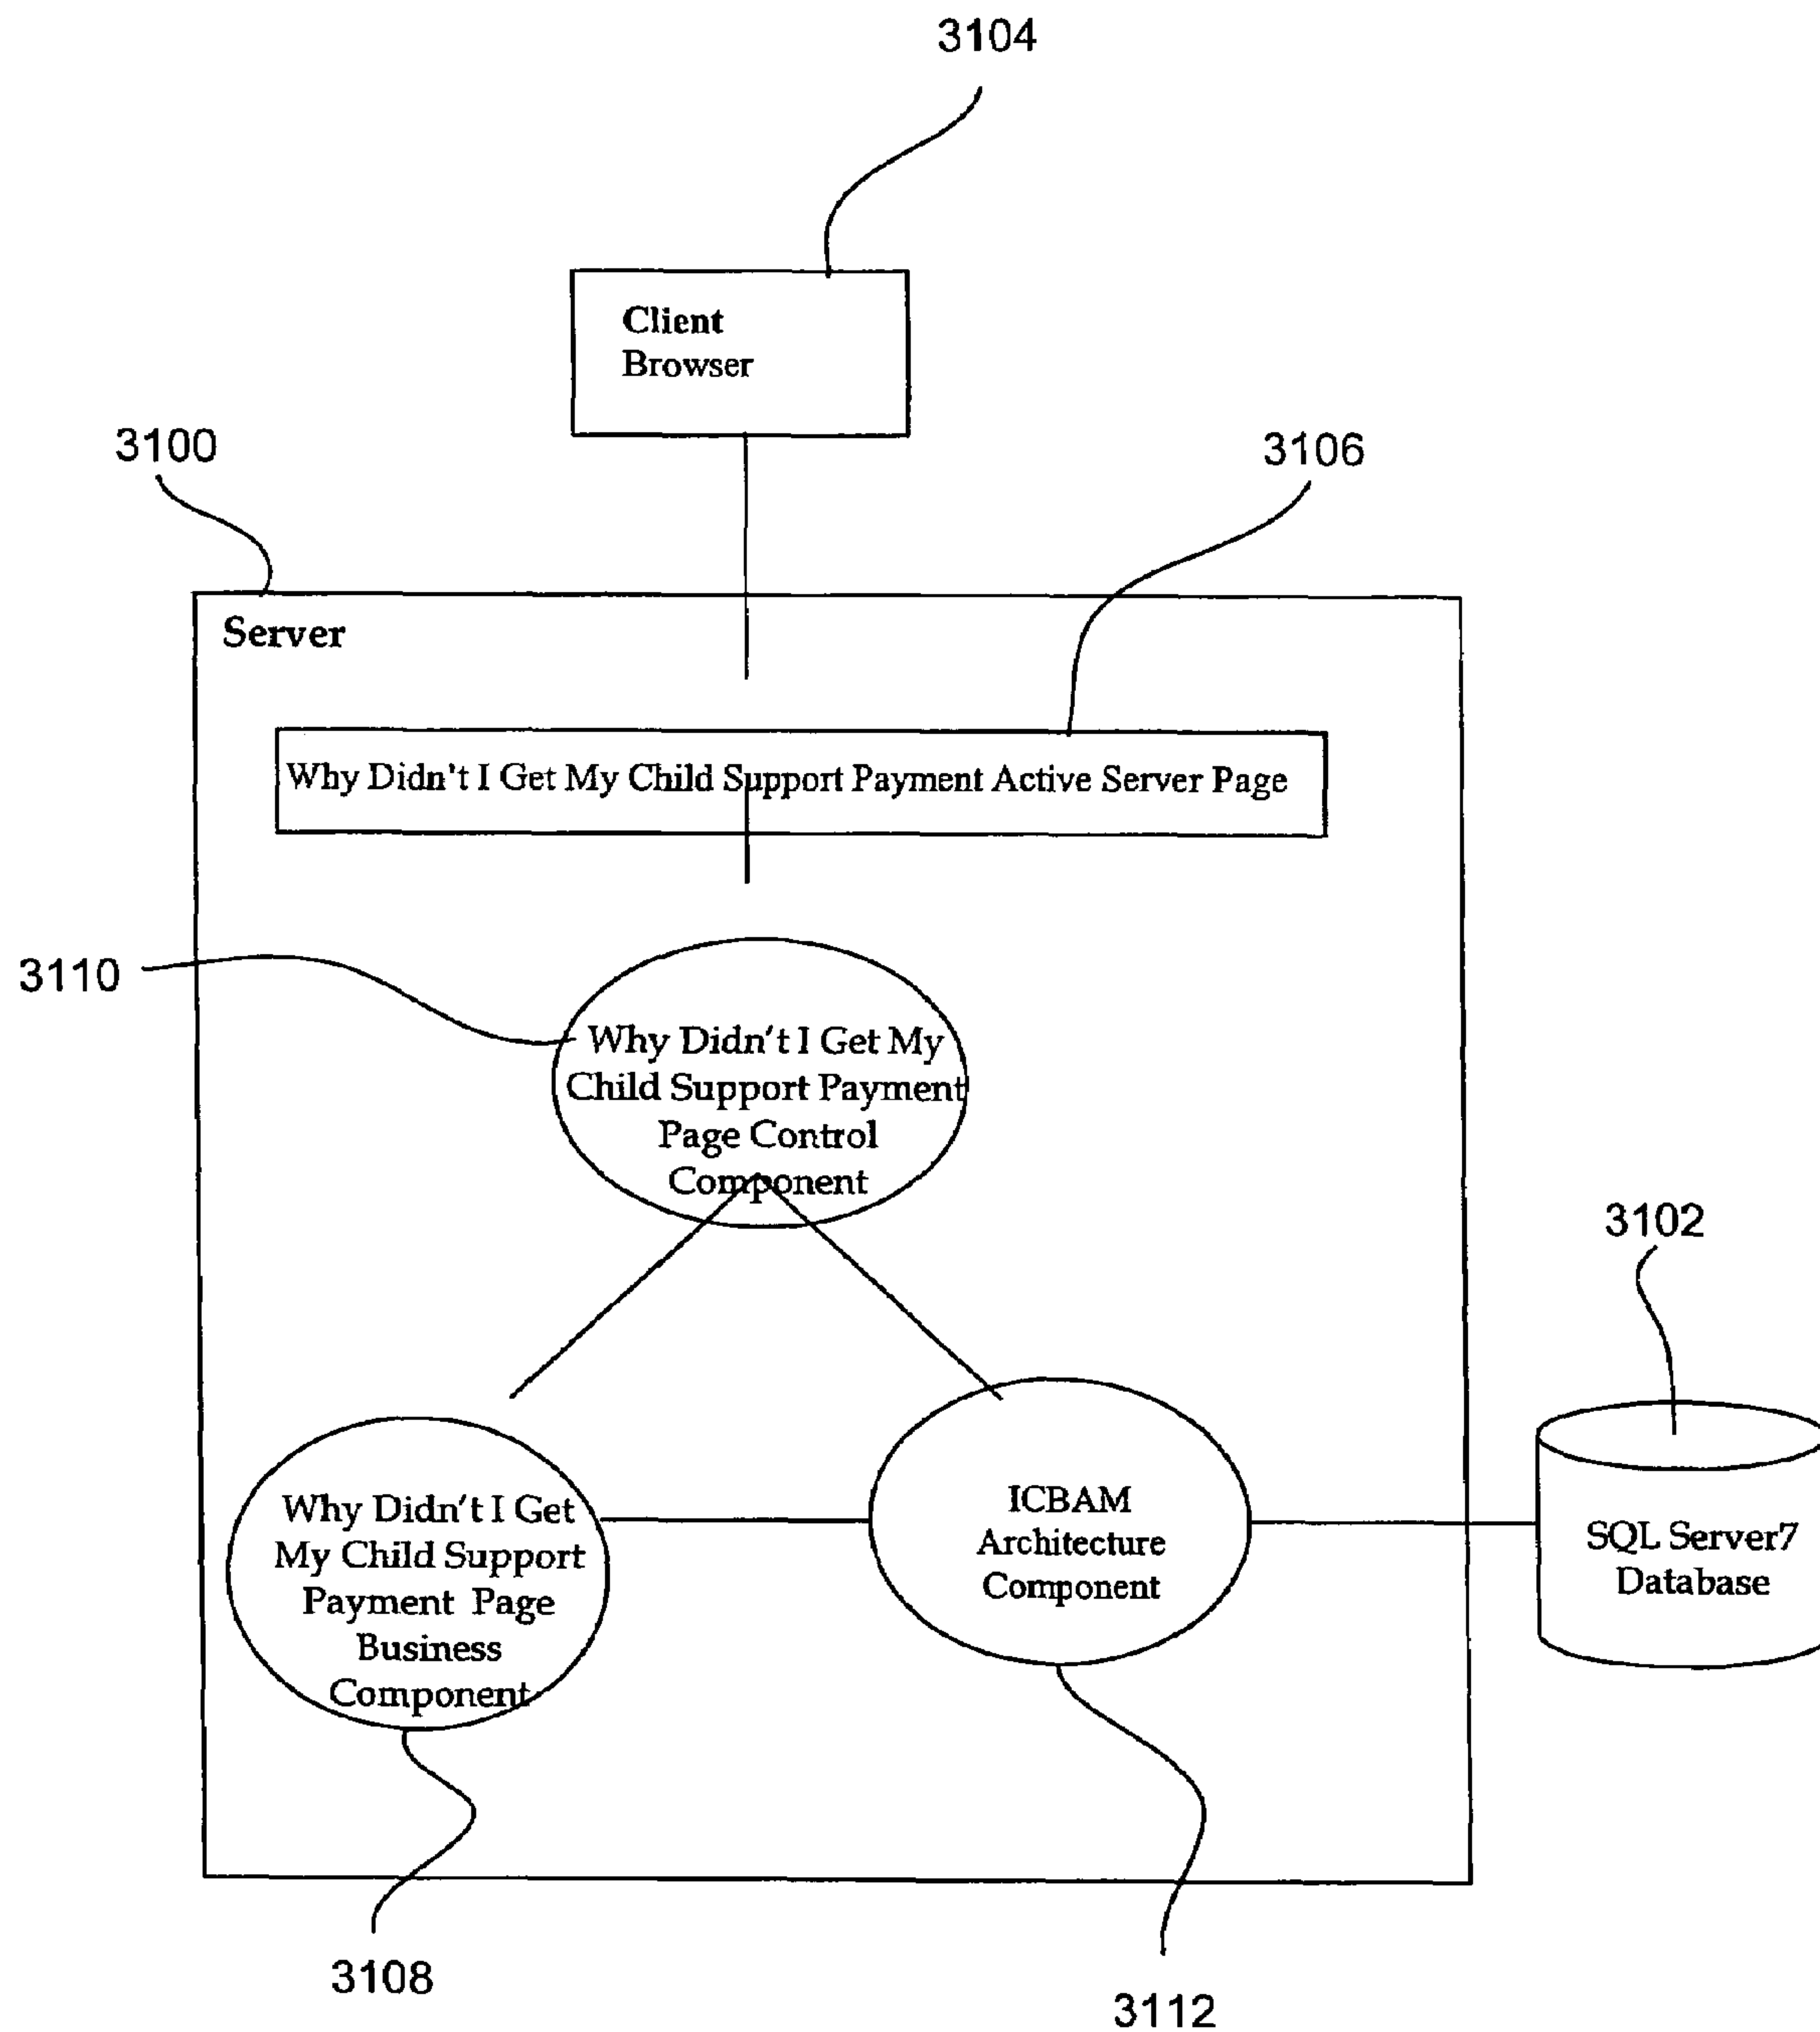 3104
Client
Browser
3100
3106
Server
Why Didn't I Get My Child Support Payment Active Server Page
3110
Why Didn't I Get My
Child Support Payment
Page Control
Component
3102
Why Didn't I Get
My Child Support
Payment Page
Business
Component
ICBAM
Architecture
Component
SQL Server7
Database
3108
3112